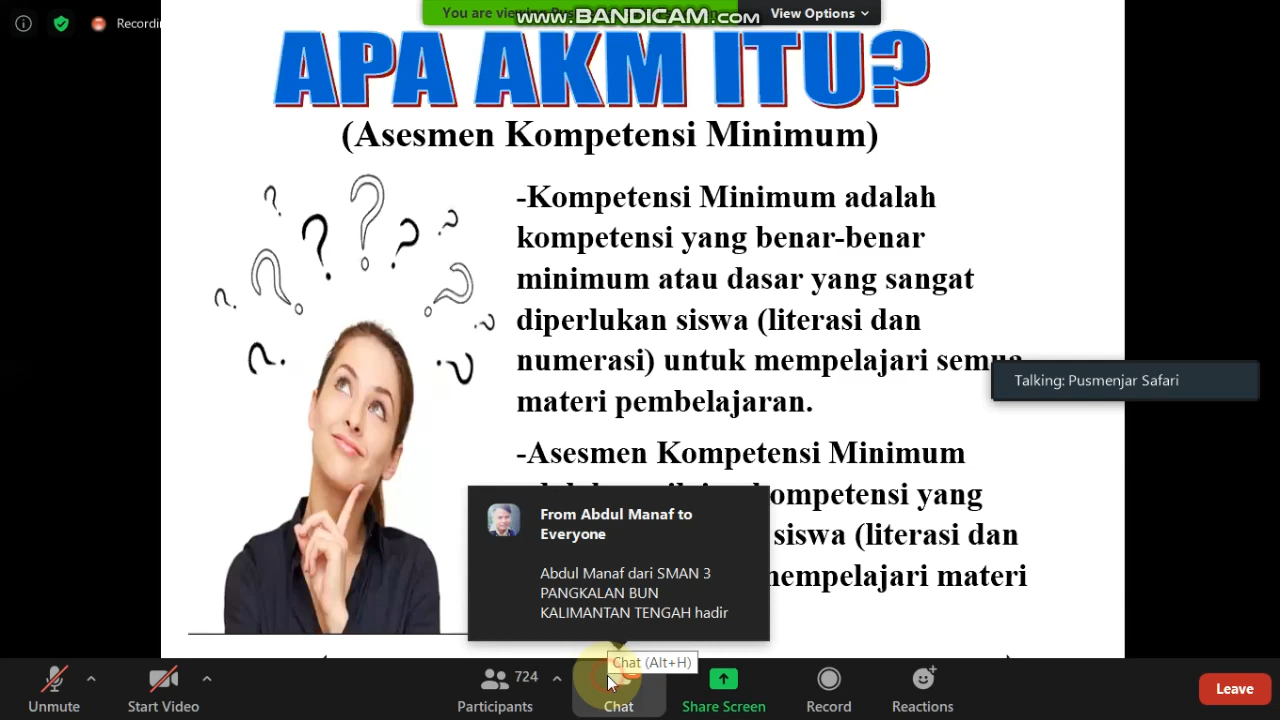 Recording
You are viewing
www.BANDICAM.com
View Options
APA AKM ITU?
(Asesmen Kompetensi Minimum)
-Kompetensi Minimum adalah
kompetensi yang benar-benar
minimum atau dasar yang sangat
diperlukan siswa (literasi dan
numerasi) untuk mempelajari semua
materi pembelajaran.
Talking: Pusmenjar Safari
-Asesmen Kompetensi Minimum
kompetensi yang
siswa (literasi dan
mempelajari materi
From Abdul Manaf to
Everyone
Abdul Manaf dari SMAN 3
PANGKALAN BUN
KALIMANTAN TENGAH hadir
Chat (Alt+H)
Unmute
Start Video
724
Participants
Chat
Share Screen
Record
Reactions
Leave